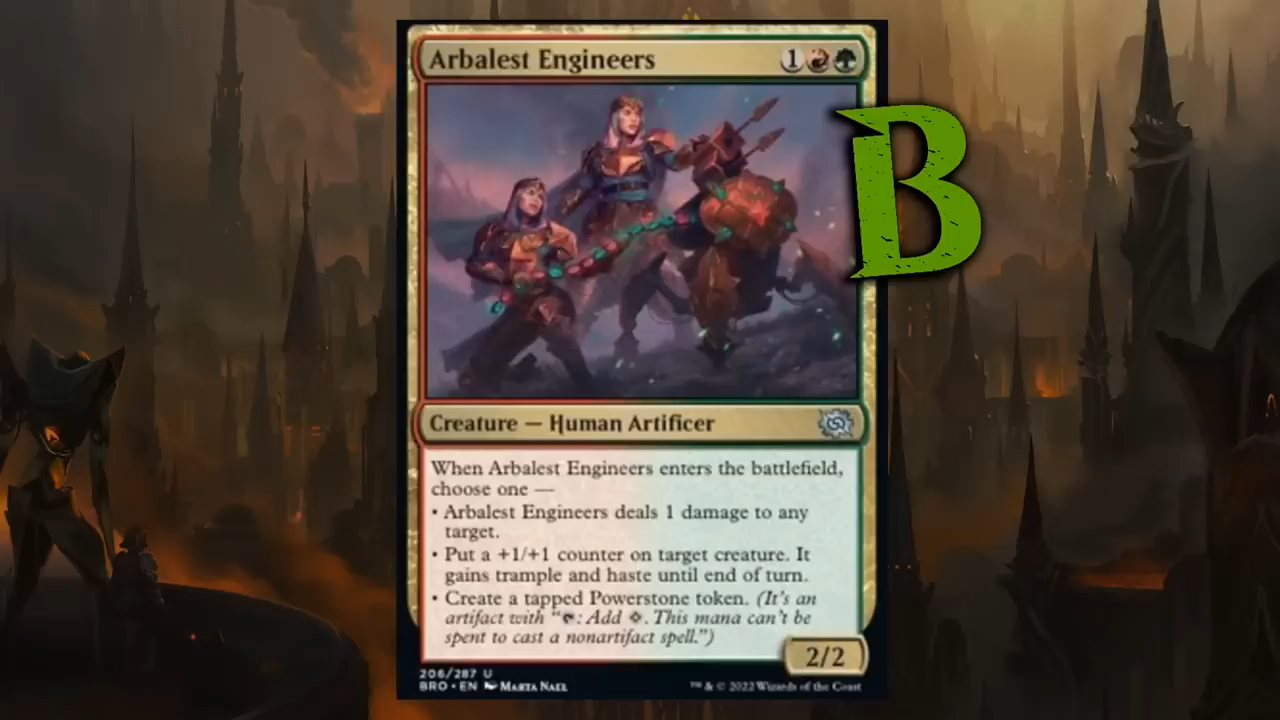 Arbalest Engineers 1
B
Creature — Human Artificer
When Arbalest Engineers enters the battlefield,
choose one —
• Arbalest Engineers deals 1 damage to any
target.
• Put a +1/+1 counter on target creature. It
gains trample and haste until end of turn.
• Create a tapped Powerstone token. (It's an
artifact with ": Add . This mana can't be
spent to cast a nonartifact spell.")
2/2
206/287 U
BRO • EN Marta Nael
™ & © 2022 Wizards of the Coast